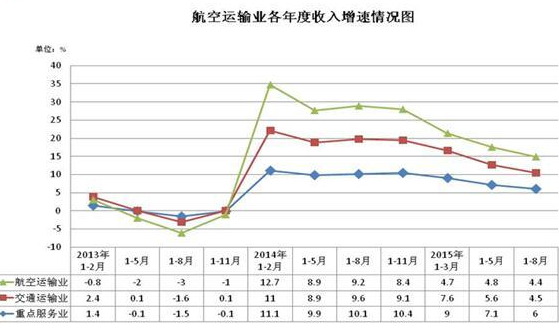 航空运输业各年度收入增速情况图
单位：%
40
35
30
25
20
15
10
5
0
-5
-10
2013年 1-2月 1-5月 1-8月 1-11月 2014年 1-2月 1-5月 1-8月 1-11月 2015年 1-3月 1-5月 1-8月
航空运输业 -0.8 -2 -3 -1 12.7 8.9 9.2 8.4 4.7 4.8 4.4
交通运输业 2.4 0.1 -1.6 0.1 11 8.9 9.6 9.1 7.6 5.6 4.5
重点服务业 1.4 -0.1 -1.5 -0.1 11.1 9.9 10.1 10.4 9 7.1 6